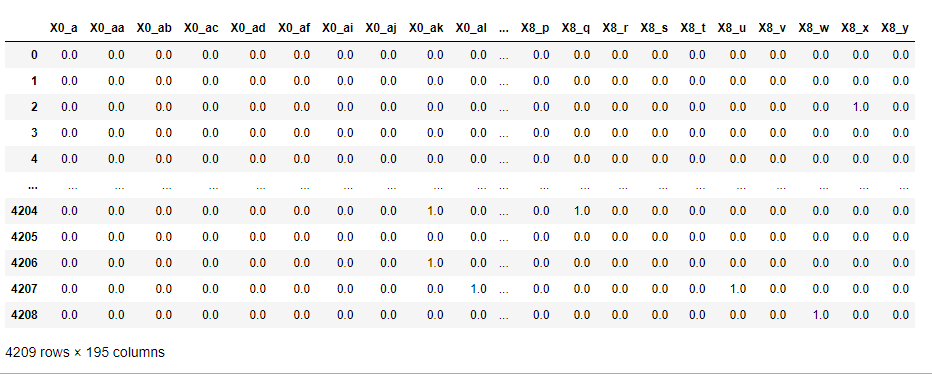 X0_a X0_aa X0_ab X0_ac X0_ad X0_af X0_ai X0_aj X0_ak X0_al ... X8_p X8_q X8_r X8_s X8_t X8_u X8_v X8_w X8_x X8_y
0 0.0 0.0 0.0 0.0 0.0 0.0 0.0 0.0 0.0 0.0 ... 0.0 0.0 0.0 0.0 0.0 0.0 0.0 0.0 0.0 0.0
1 0.0 0.0 0.0 0.0 0.0 0.0 0.0 0.0 0.0 0.0 ... 0.0 0.0 0.0 0.0 0.0 0.0 0.0 0.0 0.0 0.0
2 0.0 0.0 0.0 0.0 0.0 0.0 0.0 0.0 0.0 0.0 ... 0.0 0.0 0.0 0.0 0.0 0.0 0.0 0.0 1.0 0.0
3 0.0 0.0 0.0 0.0 0.0 0.0 0.0 0.0 0.0 0.0 ... 0.0 0.0 0.0 0.0 0.0 0.0 0.0 0.0 0.0 0.0
4 0.0 0.0 0.0 0.0 0.0 0.0 0.0 0.0 0.0 0.0 ... 0.0 0.0 0.0 0.0 0.0 0.0 0.0 0.0 0.0 0.0
... ... ... ... ... ... ... ... ... ... ... ... ... ... ... ... ... ... ... ... ... ...
4204 0.0 0.0 0.0 0.0 0.0 0.0 0.0 0.0 1.0 0.0 ... 0.0 1.0 0.0 0.0 0.0 0.0 0.0 0.0 0.0 0.0
4205 0.0 0.0 0.0 0.0 0.0 0.0 0.0 0.0 0.0 0.0 ... 0.0 0.0 0.0 0.0 0.0 0.0 0.0 0.0 0.0 0.0
4206 0.0 0.0 0.0 0.0 0.0 0.0 0.0 0.0 1.0 0.0 ... 0.0 0.0 0.0 0.0 0.0 0.0 0.0 0.0 0.0 0.0
4207 0.0 0.0 0.0 0.0 0.0 0.0 0.0 0.0 0.0 1.0 ... 0.0 0.0 0.0 0.0 0.0 1.0 0.0 0.0 0.0 0.0
4208 0.0 0.0 0.0 0.0 0.0 0.0 0.0 0.0 0.0 0.0 ... 0.0 0.0 0.0 0.0 0.0 0.0 0.0 1.0 0.0 0.0
4209 rows × 195 columns